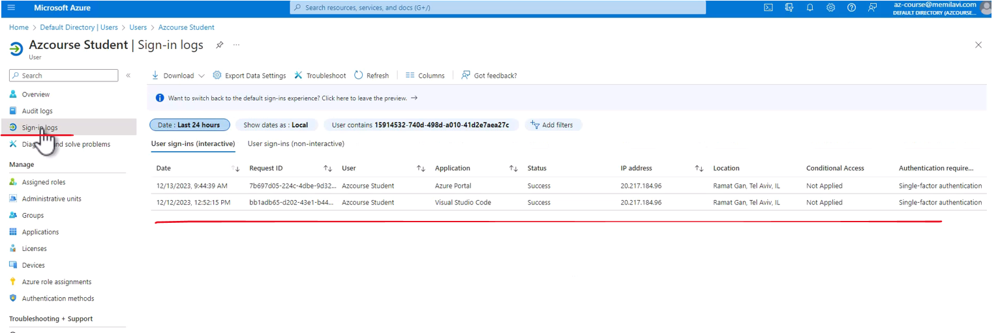 Microsoft Azure
Search resources, services, and docs (G+/)
az-course@memilavi.com
DEFAULT DIRECTORY (AZCOURSE...
Home > Default Directory | Users > Users > Azcourse Student
Azcourse Student | Sign-in logs
User
Search
Overview
Audit logs
Sign-in logs
and solve problems
Manage
Assigned roles
Administrative units
Groups
Applications
Licenses
Devices
Azure role assignments
Authentication methods
Troubleshooting + Support
Download Export Data Settings Troubleshoot Refresh Columns Got feedback?
Want to switch back to the default sign-ins experience? Click here to leave the preview. →
Date : Last 24 hours Show dates as : Local User contains 15914532-740d-498d-a010-41d2e7aea27c Add filters
User sign-ins (interactive) User sign-ins (non-interactive)
Date Request ID User Application Status IP address Location Conditional Access Authentication require...
12/13/2023, 9:44:39 AM 7b697d05-224c-4dbe-9d32... Azcourse Student Azure Portal Success 20.217.184.96 Ramat Gan, Tel Aviv, IL Not Applied Single-factor authentication
12/12/2023, 12:52:15 PM bb1adb65-d202-43e1-b44... Azcourse Student Visual Studio Code Success 20.217.184.96 Ramat Gan, Tel Aviv, IL Not Applied Single-factor authentication